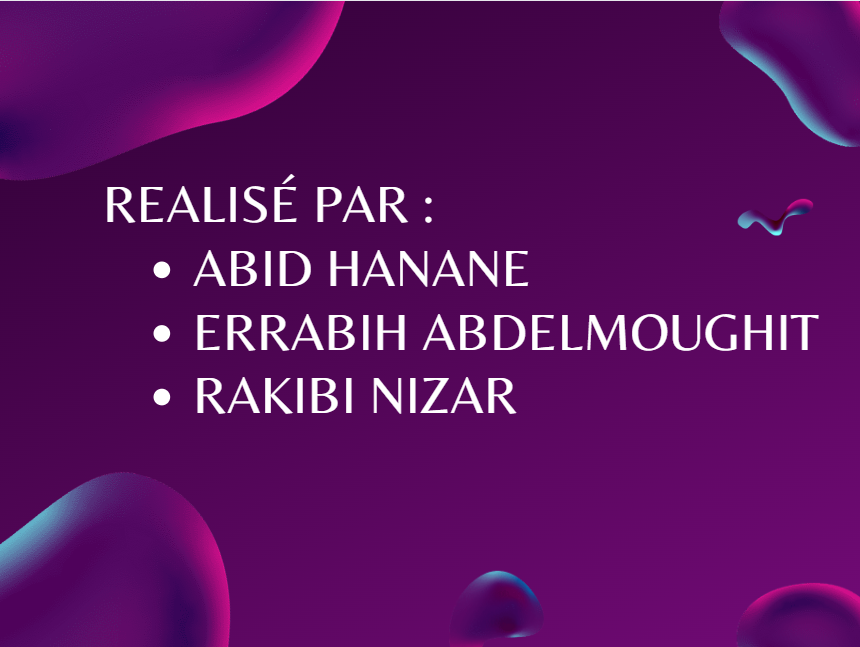 REALISÉ PAR :
• ABID HANANE
• ERRABIH ABDELMOUGHIT
• RAKIBI NIZAR